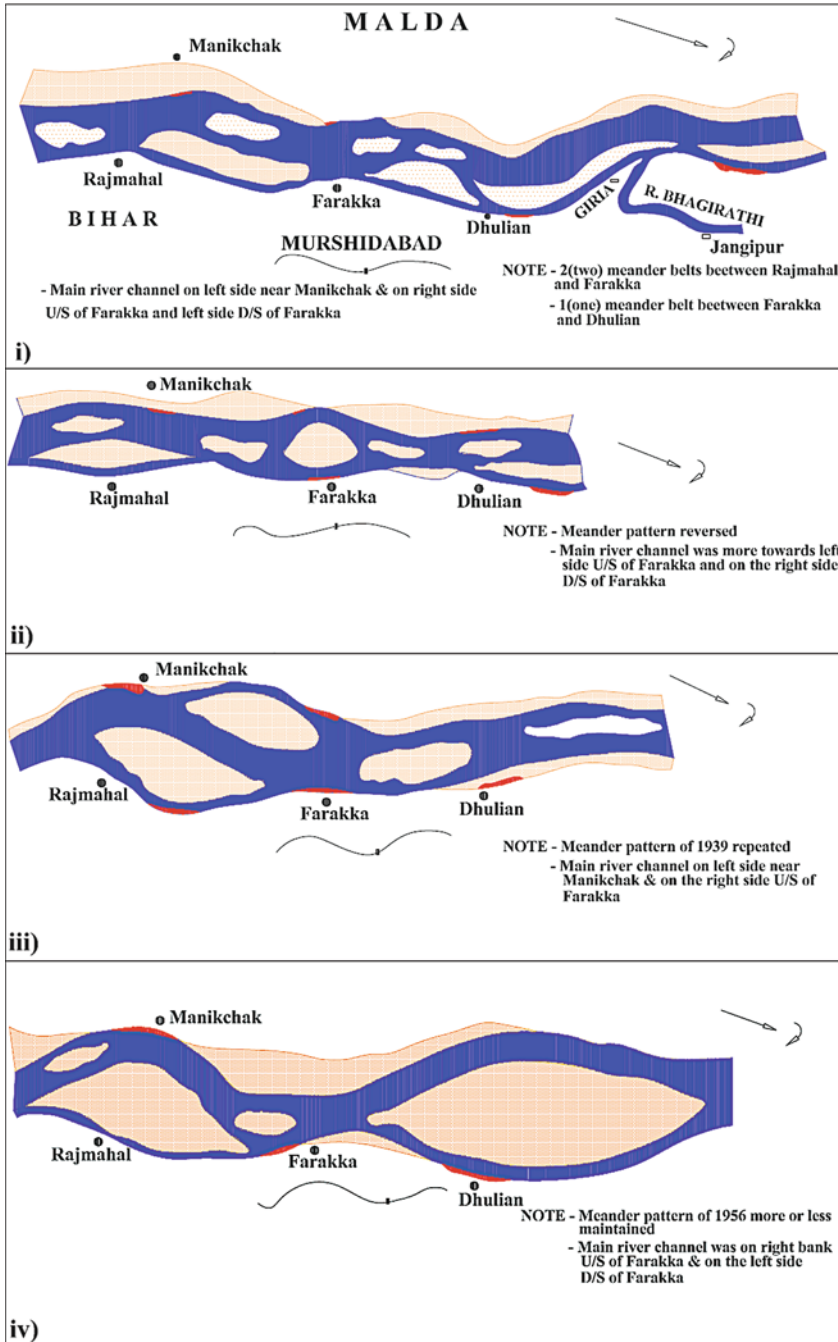 MALDA
Manikchak
Rajmahal
Farakka
Dhulian
GIRIA
R. BHAGIRATHI
Jangipur
BIHAR
MURSHIDABAD
- Main river channel on left side near Manikchak & on right side
U/S of Farakka and left side D/S of Farakka
NOTE - 2(two) meander belts beetween Rajmahal
and Farakka
- 1(one) meander belt beetween Farakka
and Dhulian
i)
Manikchak
Rajmahal
Farakka
Dhulian
NOTE - Meander pattern reversed
- Main river channel was more towards left
side U/S of Farakka and on the right side
D/S of Farakka
ii)
Manikchak
Rajmahal
Farakka
Dhulian
NOTE - Meander pattern of 1939 repeated
- Main river channel on left side near
Manikchak & on the right side U/S of
Farakka
iii)
Manikchak
Rajmahal
Farakka
Dhulian
NOTE - Meander pattern of 1956 more or less
maintained
- Main river channel was on right bank
U/S of Farakka & on the left side
D/S of Farakka
iv)